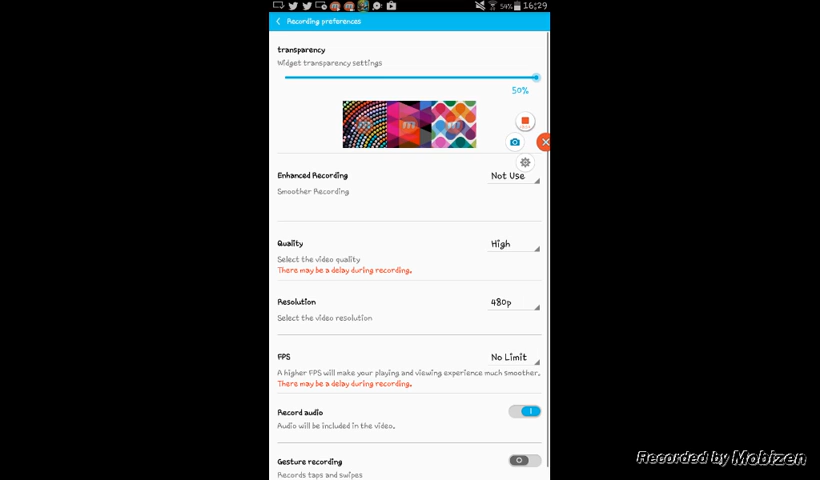 54% 16:29
Recording preferences
transparency
Widget transparency settings
50%
Enhanced Recording
Not Use
Smoother Recording
Quality
High
Select the video quality
There may be a delay during recording.
Resolution
480p
Select the video resolution
FPS
No Limit
A higher FPS will make your playing and viewing experience much smoother.
There may be a delay during recording.
Record audio
Audio will be included in the video.
Gesture recording
Records taps and swipes
Recorded by Mobizen